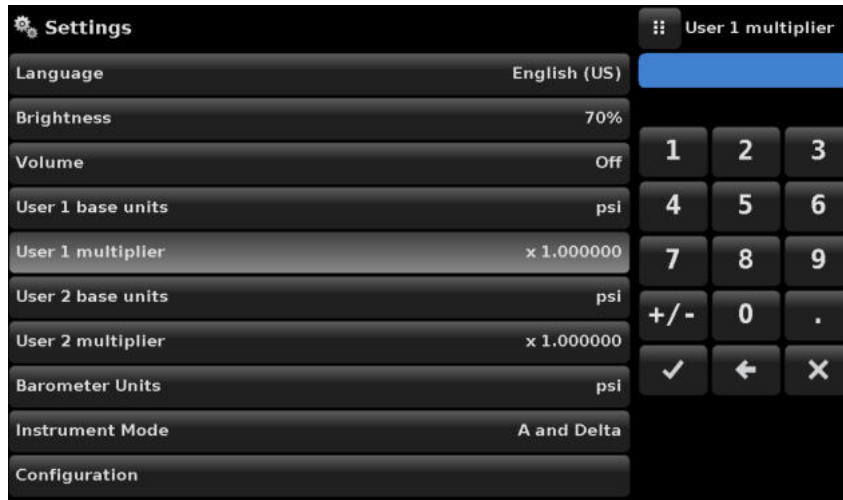 Settings
Language English (US)
Brightness 70%
Volume Off
User 1 base units psi
User 1 multiplier x 1.000000
User 2 base units psi
User 2 multiplier x 1.000000
Barometer Units psi
Instrument Mode A and Delta
Configuration
User 1 multiplier
1 2 3
4 5 6
7 8 9
+/- 0 .